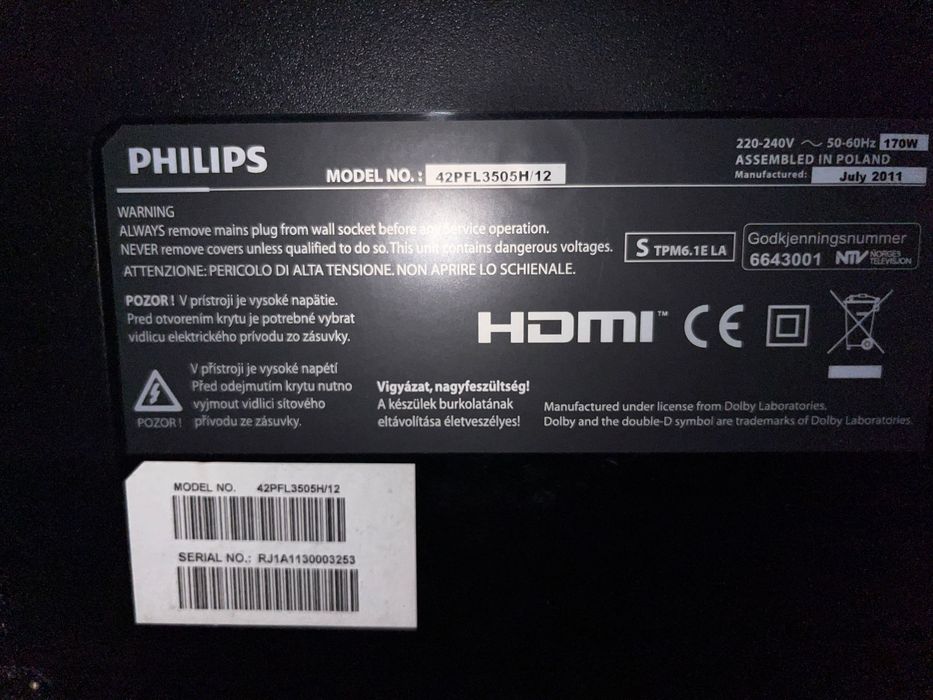 PHILIPS
MODEL NO.: 42PFL3505H/12
220-240V ~ 50-60Hz 170W
ASSEMBLED IN POLAND
Manufactured: July 2011
WARNING
ALWAYS remove mains plug from wall socket before any service operation.
NEVER remove covers unless qualified to do so. This unit contains dangerous voltages.
ATTENZIONE: PERICOLO DI ALTA TENSIONE. NON APRIRE LO SCHIENALE.
S TPM6.1E LA
Godkjenningsnummer
6643001 NTV NORGES
TELEVISJON
POZOR! V prístroji je vysoké napätie.
Pred otvorením krytu je potrebné vybrat
vidlicu elektrického prívodu zo zásuvky.
HDMI™ CE
V přístroji je vysoké napětí
Před odejmutím krytu nutno
vyjmout vidlici síťového
POZOR! přívodu ze zásuvky.
Vigyázat, nagyfeszültség!
A készülek burkolatának
eltávolítása életveszélyes!
Manufactured under license from Dolby Laboratories.
Dolby and the double-D symbol are trademarks of Dolby Laboratories.
MODEL NO. 42PFL3505H/12
SERIAL NO.: RJ1A1130003253